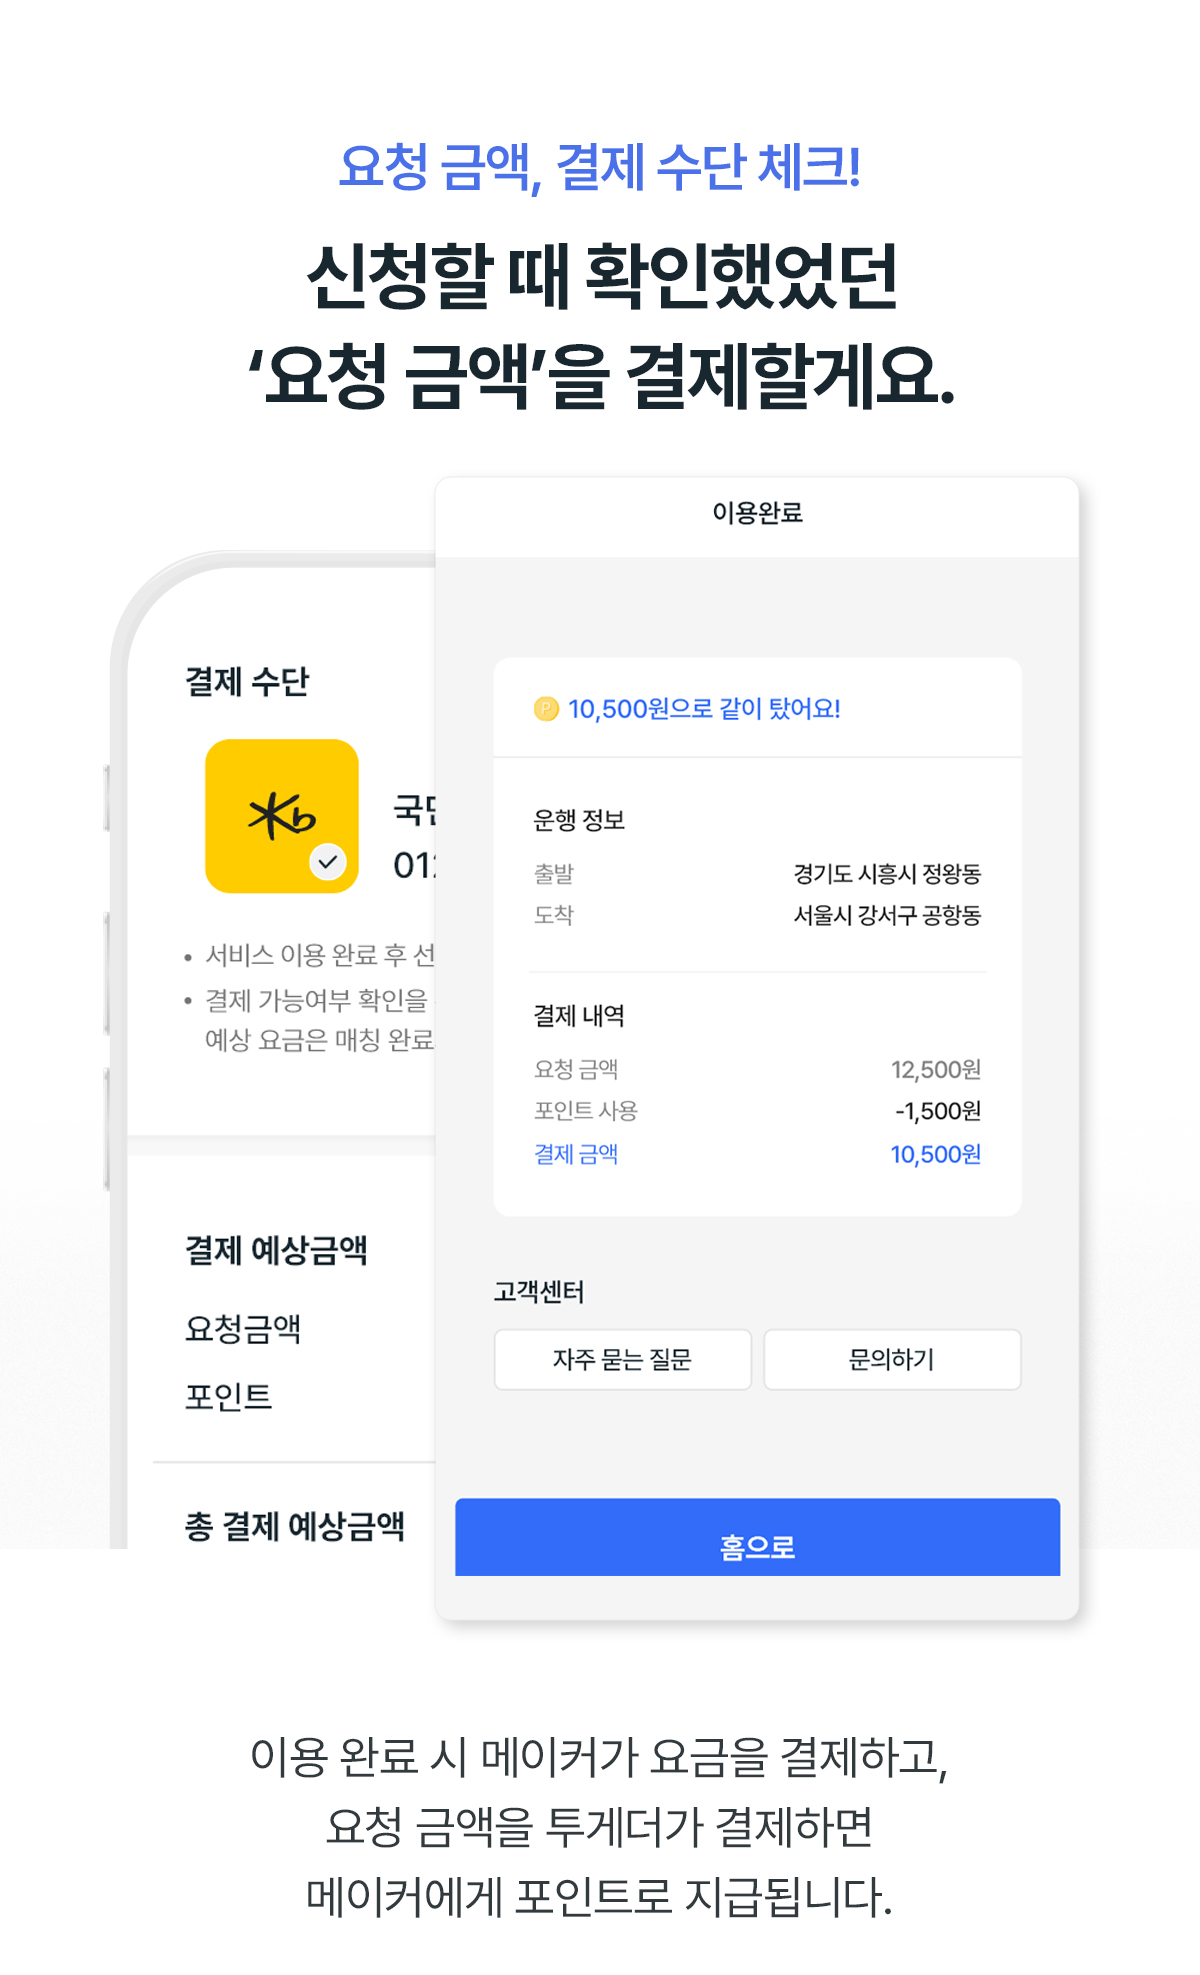 요청 금액, 결제 수단 체크!
신청할 때 확인했었던
‘요청 금액’을 결제할게요.
이용완료
결제 수단
국민
012
• 서비스 이용 완료 후 선
• 결제 가능여부 확인을
예상 요금은 매칭 완료
결제 예상금액
요청금액
포인트
총 결제 예상금액
10,500원으로 같이 탔어요!
운행 정보
출발 경기도 시흥시 정왕동
도착 서울시 강서구 공항동
결제 내역
요청 금액 12,500원
포인트 사용 -1,500원
결제 금액 10,500원
고객센터
자주 묻는 질문 문의하기
홈으로
이용 완료 시 메이커가 요금을 결제하고,
요청 금액을 투게더가 결제하면
메이커에게 포인트로 지급됩니다.